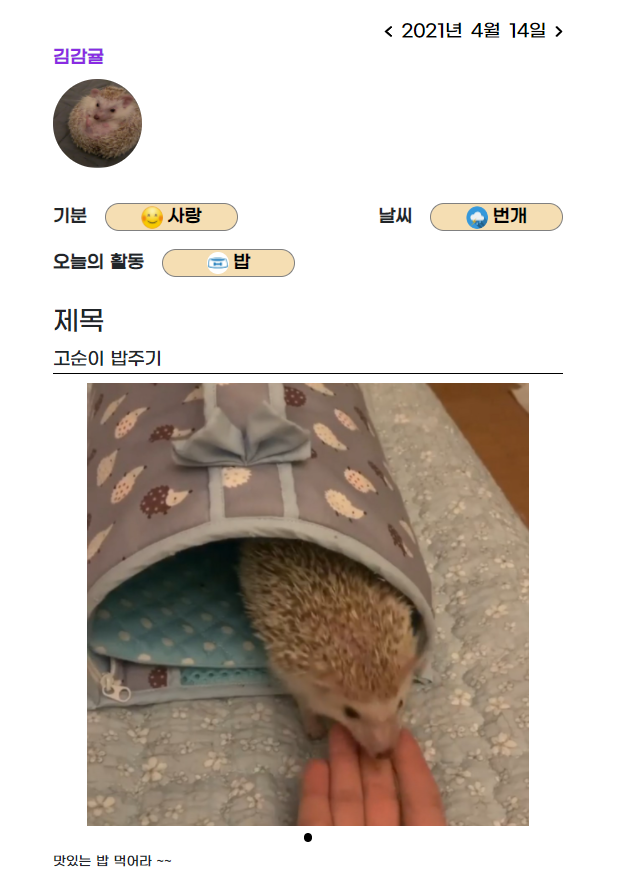 < 2021년 4월 14일 >
김감귤
기분 사랑 날씨 번개
오늘의 활동 밥
제목
고순이 밥주기
맛있는 밥 먹어라 ~~